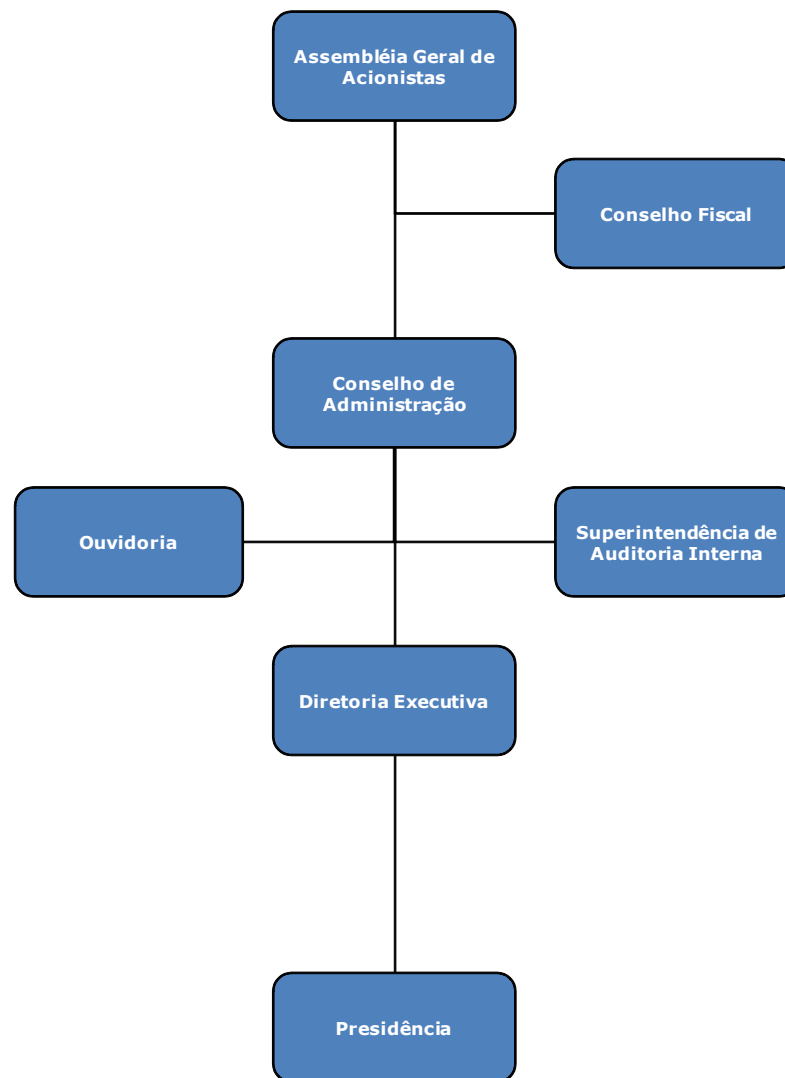 Assembléia Geral de
Acionistas
Conselho Fiscal
Conselho de
Administração
Ouvidoria
Superintendência de
Auditoria Interna
Diretoria Executiva
Presidência